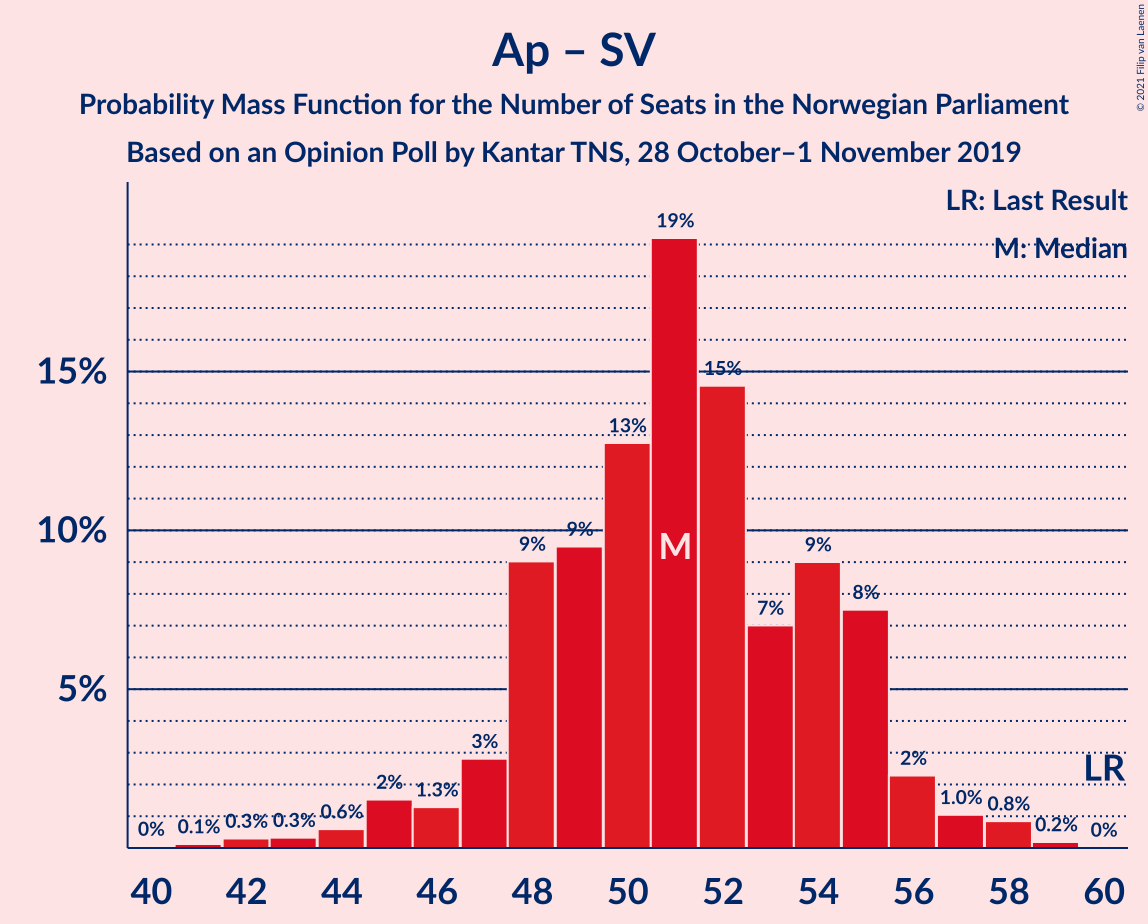 Ap – SV
Probability Mass Function for the Number of Seats in the Norwegian Parliament
Based on an Opinion Poll by Kantar TNS, 28 October–1 November 2019
© 2021 Filip van Laenen
LR: Last Result
M: Median
15%
10%
5%
0%
0.1%
0.3%
0.3%
0.6%
2%
1.3%
3%
9%
9%
13%
19%
15%
7%
9%
8%
2%
1.0%
0.8%
0.2%
0%
M
LR
40 42 44 46 48 50 52 54 56 58 60